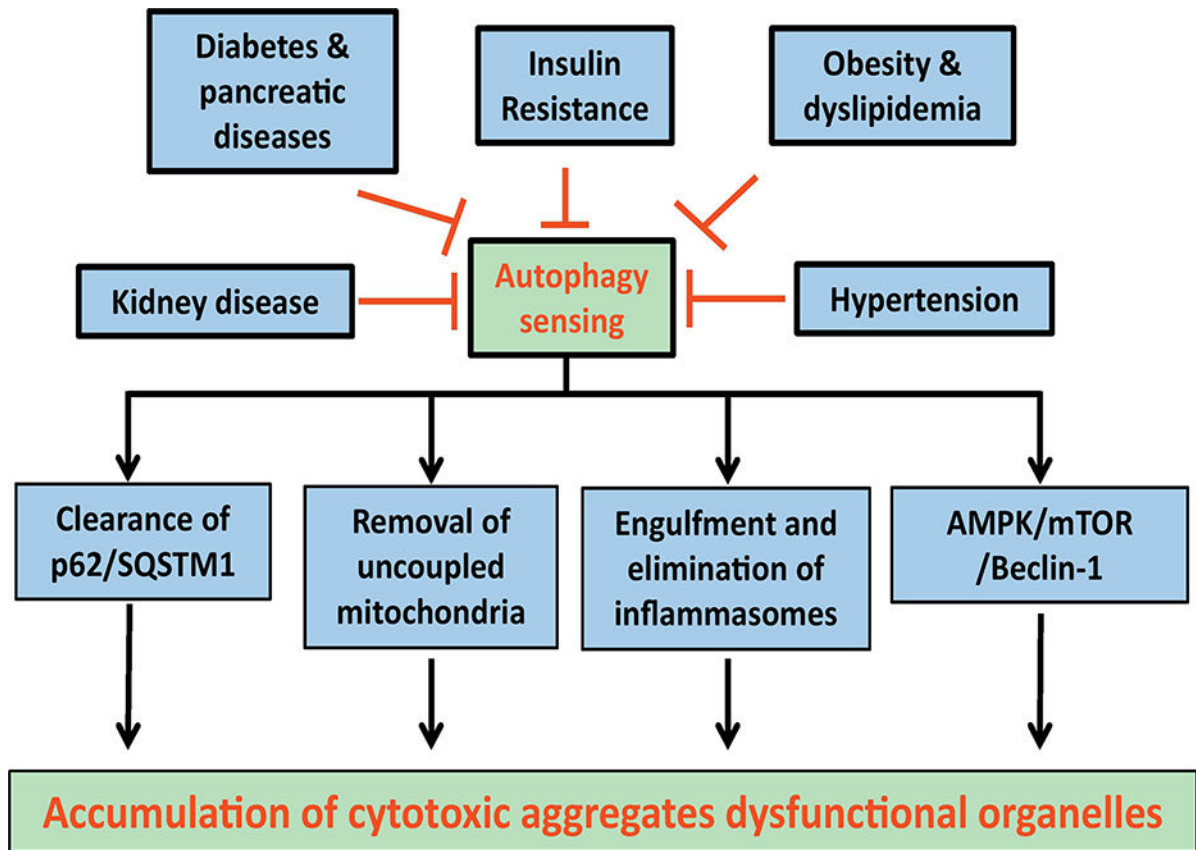 Diabetes &
pancreatic
diseases
Insulin
Resistance
Obesity &
dyslipidemia
Kidney disease
Autophagy
sensing
Hypertension
Clearance of
p62/SQSTM1
Removal of
uncoupled
mitochondria
Engulfment and
elimination of
inflammasomes
AMPK/mTOR
/Beclin-1
Accumulation of cytotoxic aggregates dysfunctional organelles